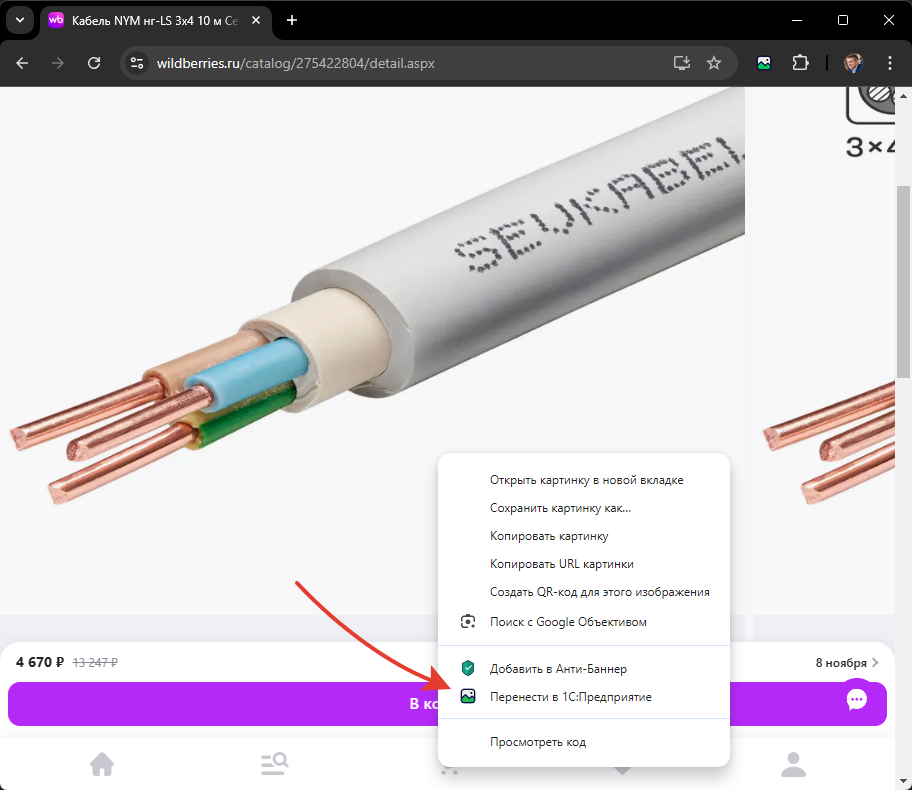 wb
Кабель NYM нг-LS 3x4 10 м Се
wildberries.ru/catalog/275422804/detail.aspx
3×4
SEVKABEL
Открыть картинку в новой вкладке
Сохранить картинку как...
Копировать картинку
Копировать URL картинки
Создать QR-код для этого изображения
Поиск с Google Объективом
4 670 ₽ 13 247 ₽
8 ноября
Добавить в Анти-Баннер
Перенести в 1С:Предприятие
В ко
Просмотреть код